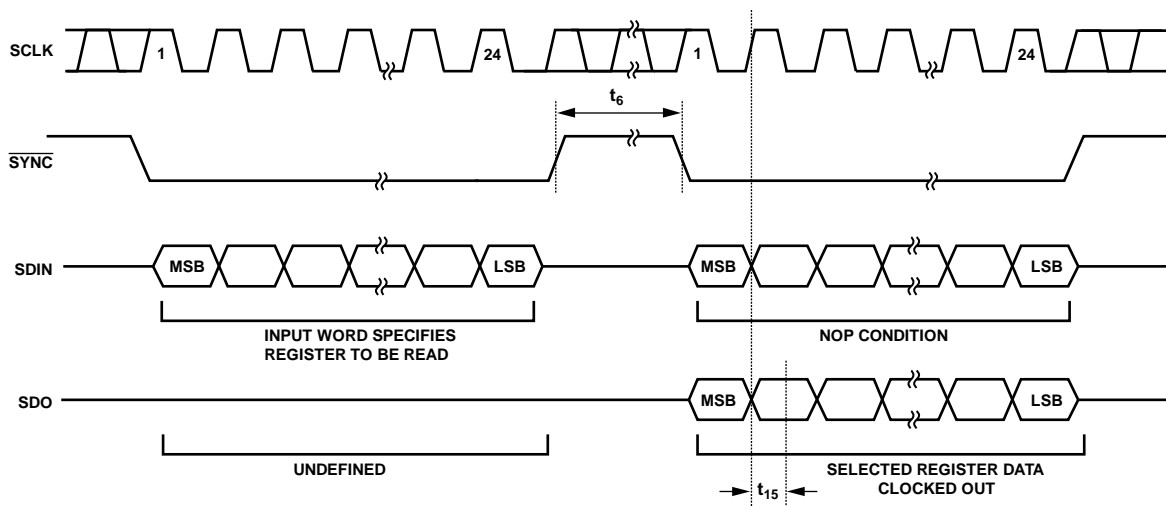 SCLK
1
24
1
24
t6
SYNC
SDIN
MSB
LSB
MSB
LSB
INPUT WORD SPECIFIES
REGISTER TO BE READ
NOP CONDITION
SDO
MSB
LSB
UNDEFINED
SELECTED REGISTER DATA
CLOCKED OUT
t15